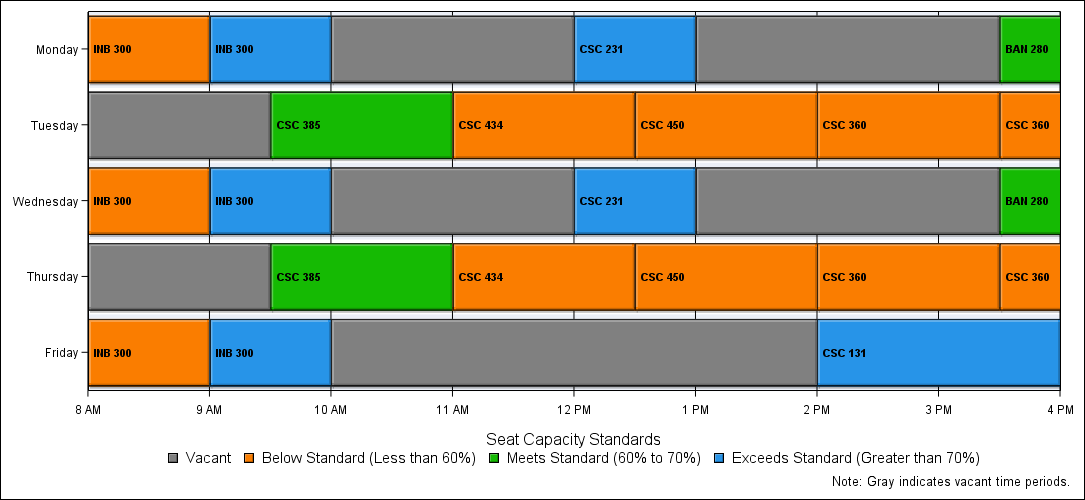 Monday INB 300 INB 300 CSC 231 BAN 280
Tuesday CSC 385 CSC 434 CSC 450 CSC 360 CSC 360
Wednesday INB 300 INB 300 CSC 231 BAN 280
Thursday CSC 385 CSC 434 CSC 450 CSC 360 CSC 360
Friday INB 300 INB 300 CSC 131
8 AM 9 AM 10 AM 11 AM 12 PM 1 PM 2 PM 3 PM 4 PM
Seat Capacity Standards
Vacant Below Standard (Less than 60%) Meets Standard (60% to 70%) Exceeds Standard (Greater than 70%)
Note: Gray indicates vacant time periods.